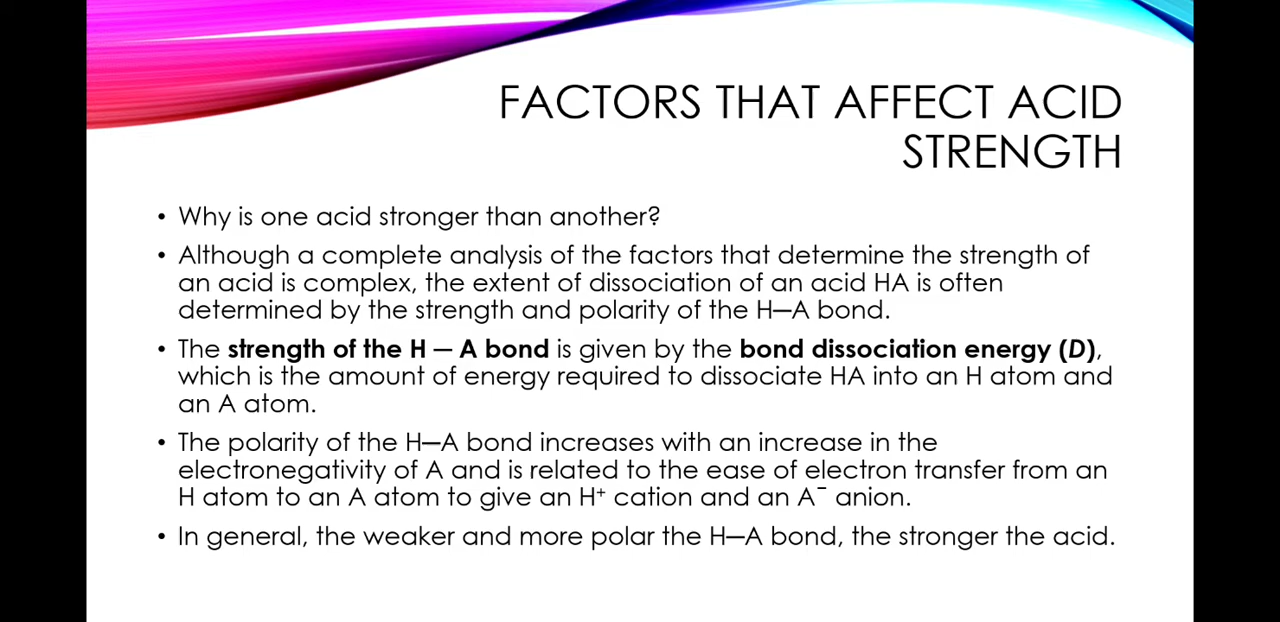 FACTORS THAT AFFECT ACID
STRENGTH
• Why is one acid stronger than another?
• Although a complete analysis of the factors that determine the strength of
an acid is complex, the extent of dissociation of an acid HA is often
determined by the strength and polarity of the H—A bond.
• The strength of the H — A bond is given by the bond dissociation energy (D),
which is the amount of energy required to dissociate HA into an H atom and
an A atom.
• The polarity of the H—A bond increases with an increase in the
electronegativity of A and is related to the ease of electron transfer from an
H atom to an A atom to give an H⁺ cation and an A⁻ anion.
• In general, the weaker and more polar the H—A bond, the stronger the acid.